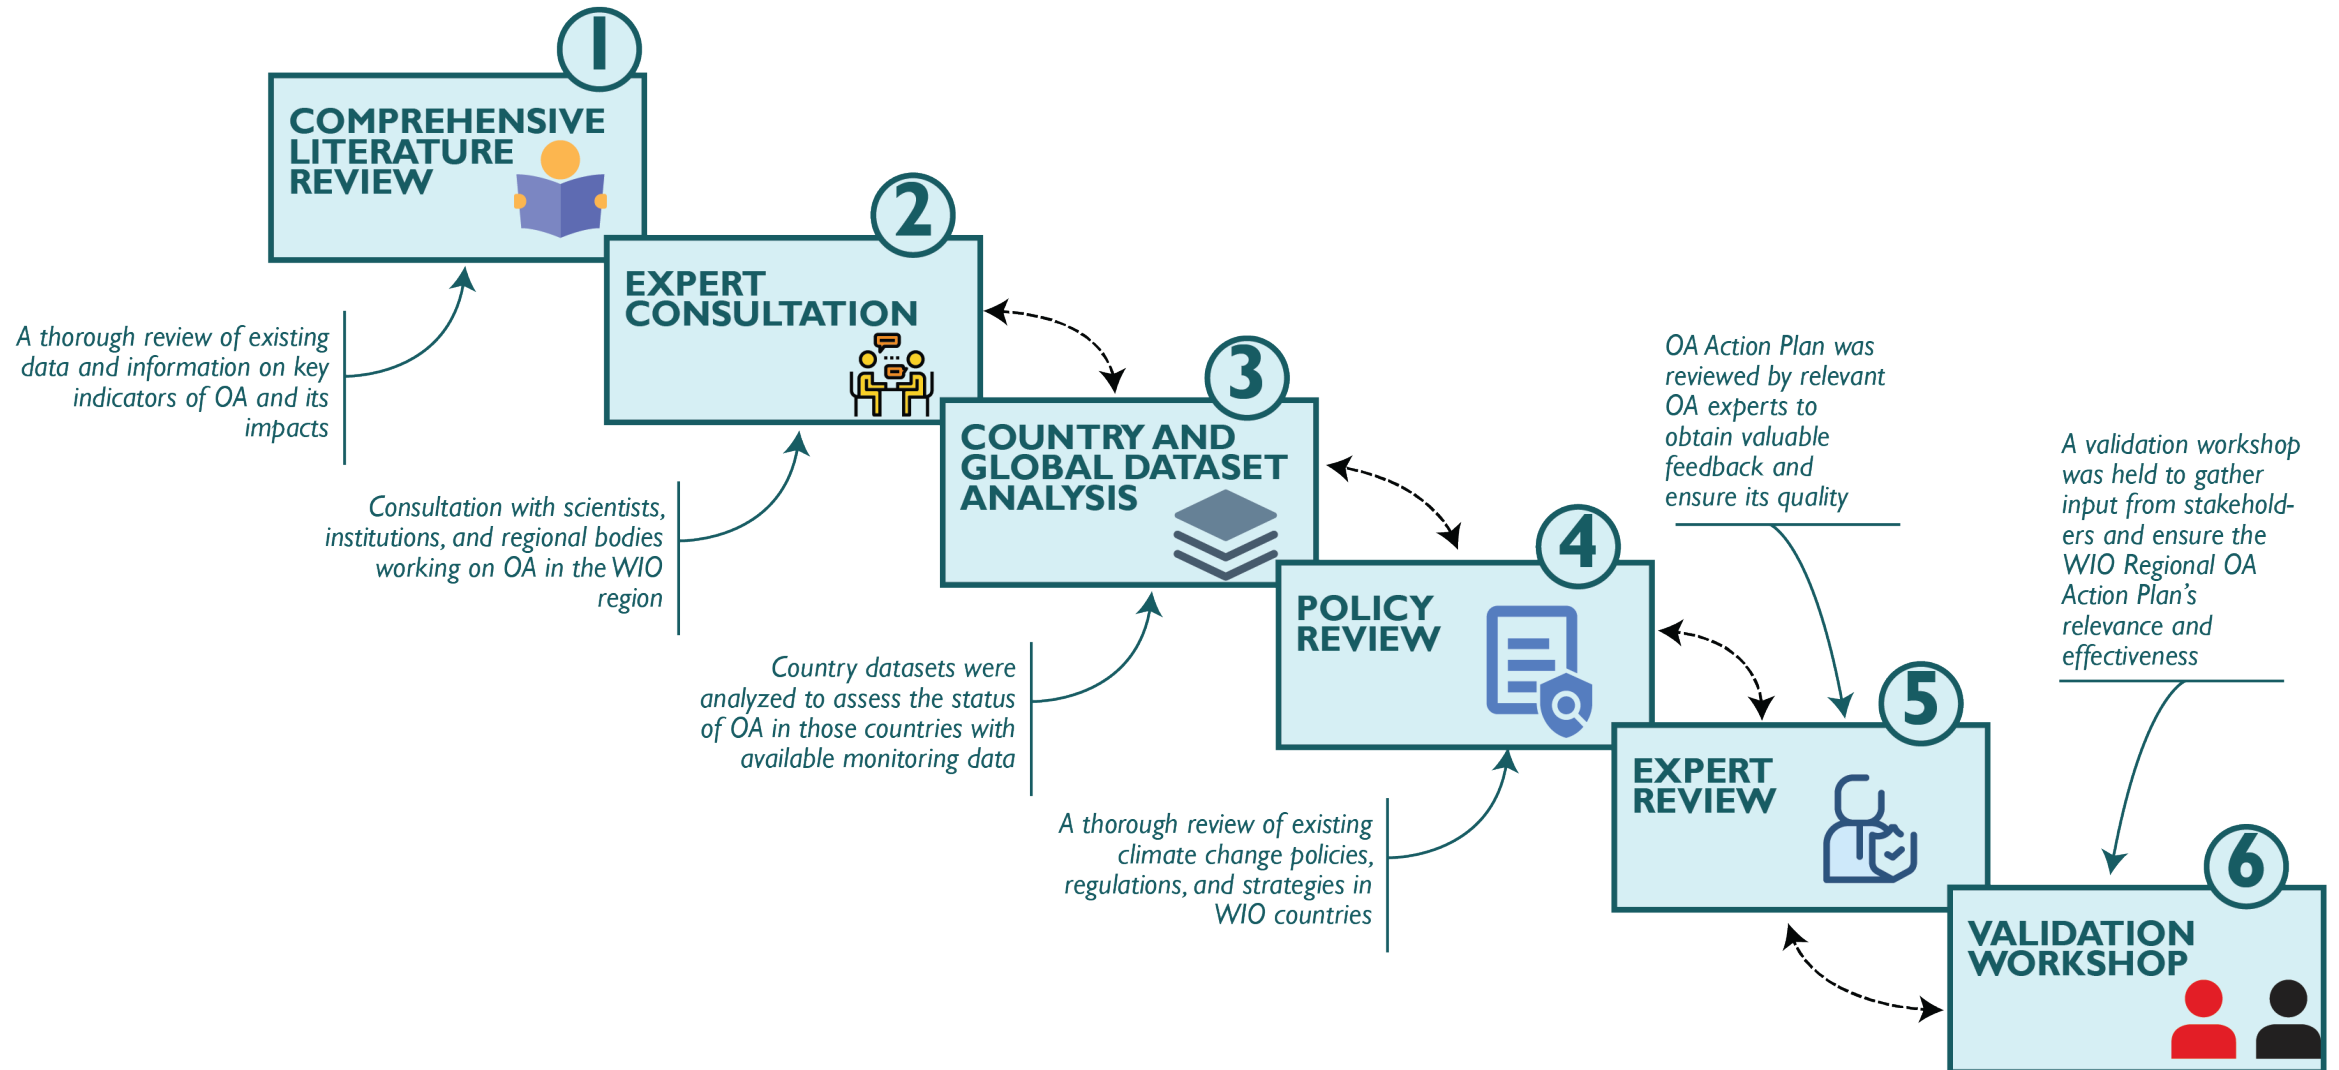 1
COMPREHENSIVE
LITERATURE
REVIEW
A thorough review of existing
data and information on key
indicators of OA and its
impacts
2
EXPERT
CONSULTATION
Consultation with scientists,
institutions, and regional bodies
working on OA in the WIO
region
3
COUNTRY AND
GLOBAL DATASET
ANALYSIS
Country datasets were
analyzed to assess the status
of OA in those countries with
available monitoring data
4
POLICY
REVIEW
A thorough review of existing
climate change policies,
regulations, and strategies in
WIO countries
OA Action Plan was
reviewed by relevant
OA experts to
obtain valuable
feedback and
ensure its quality
5
EXPERT
REVIEW
A validation workshop
was held to gather
input from stakehold-
ers and ensure the
WIO Regional OA
Action Plan's
relevance and
effectiveness
6
VALIDATION
WORKSHOP